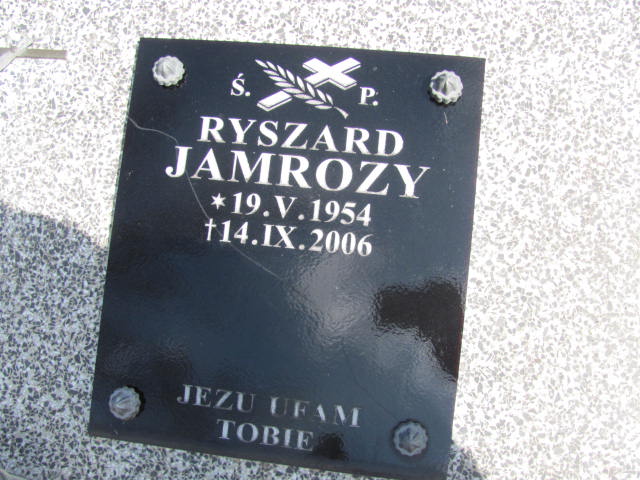 Ś. P.
RYSZARD
JAMROZY
* 19.V.1954
† 14.IX.2006
JEZU UFAM
TOBIE